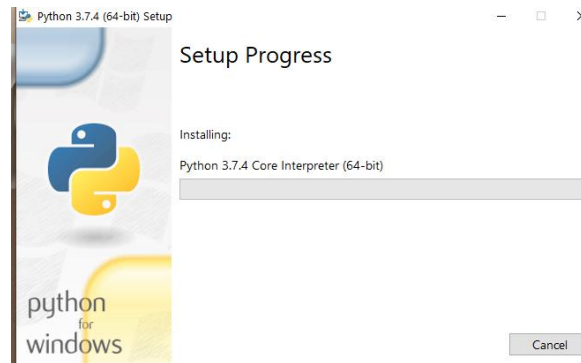 Python 3.7.4 (64-bit) Setup
Setup Progress
Installing:
Python 3.7.4 Core Interpreter (64-bit)
python
for
windows
Cancel